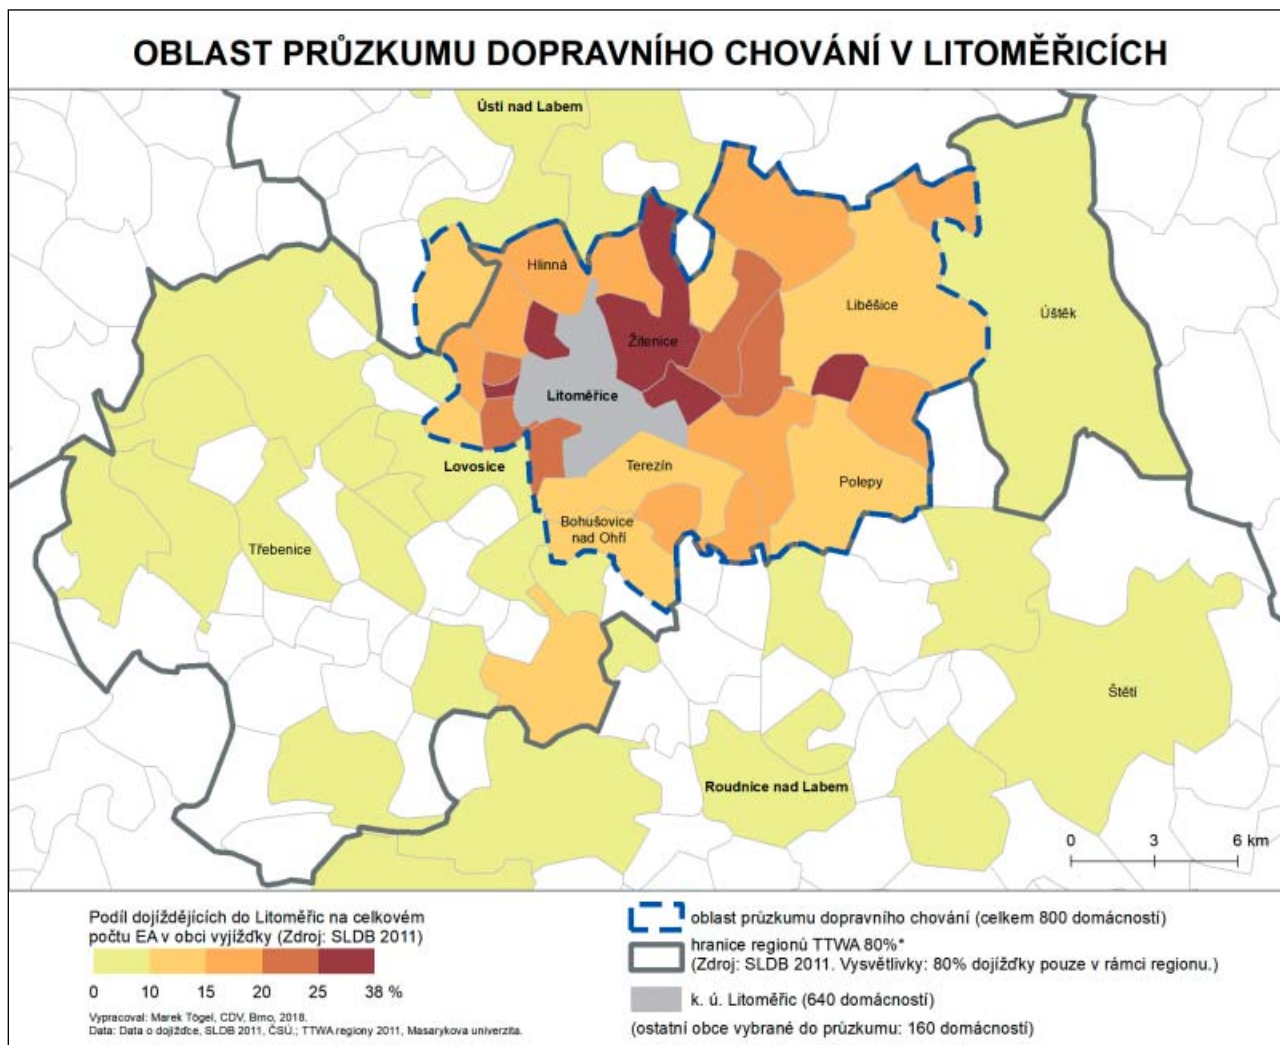 OBLAST PRŮZKUMU DOPRAVNÍHO CHOVÁNÍ V LITOMĚŘICÍCH
Ústí nad Labem
Hlinná
Liběšice
Úštěk
Žitenice
Litoměřice
Lovosice
Terezín
Polepy
Bohušovice
nad Ohří
Třebenice
Štětí
Roudnice nad Labem
0 3 6 km
Podíl dojíždějících do Litoměřic na celkovém
počtu EA v obci vyjížďky (Zdroj: SLDB 2011)
0 10 15 20 25 38 %
Vypracoval: Marek Tögel, CDV, Brno, 2018.
Data: Data o dojížďce, SLDB 2011, ČSÚ.; TTWA regiony 2011, Masarykova univerzita.
oblast průzkumu dopravního chování (celkem 800 domácností)
hranice regionů TTWA 80%*
(Zdroj: SLDB 2011. Vysvětlivky: 80% dojížďky pouze v rámci regionu.)
k. ú. Litoměřic (640 domácností)
(ostatní obce vybrané do průzkumu: 160 domácností)